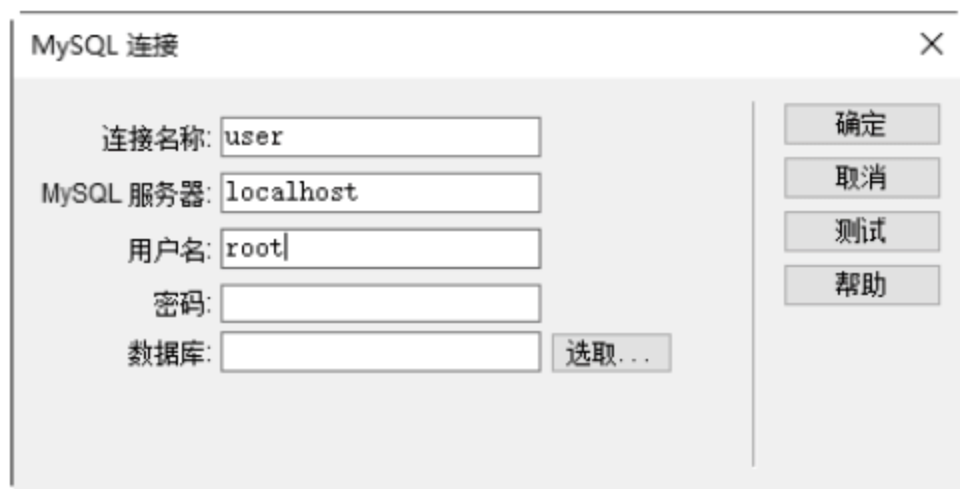 MySQL 连接
连接名称: user
MySQL 服务器: localhost
用户名: root
密码:
数据库:
选取...
确定
取消
测试
帮助